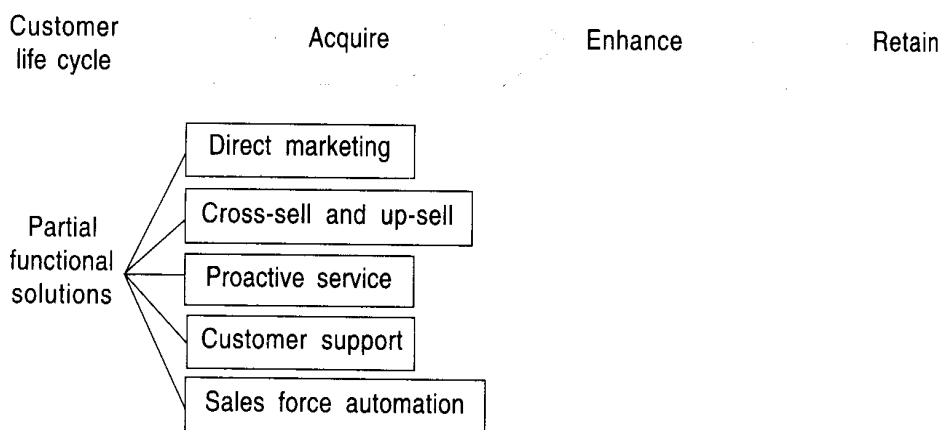 Customer
life cycle
Acquire
Enhance
Retain
Partial
functional
solutions
Direct marketing
Cross-sell and up-sell
Proactive service
Customer support
Sales force automation